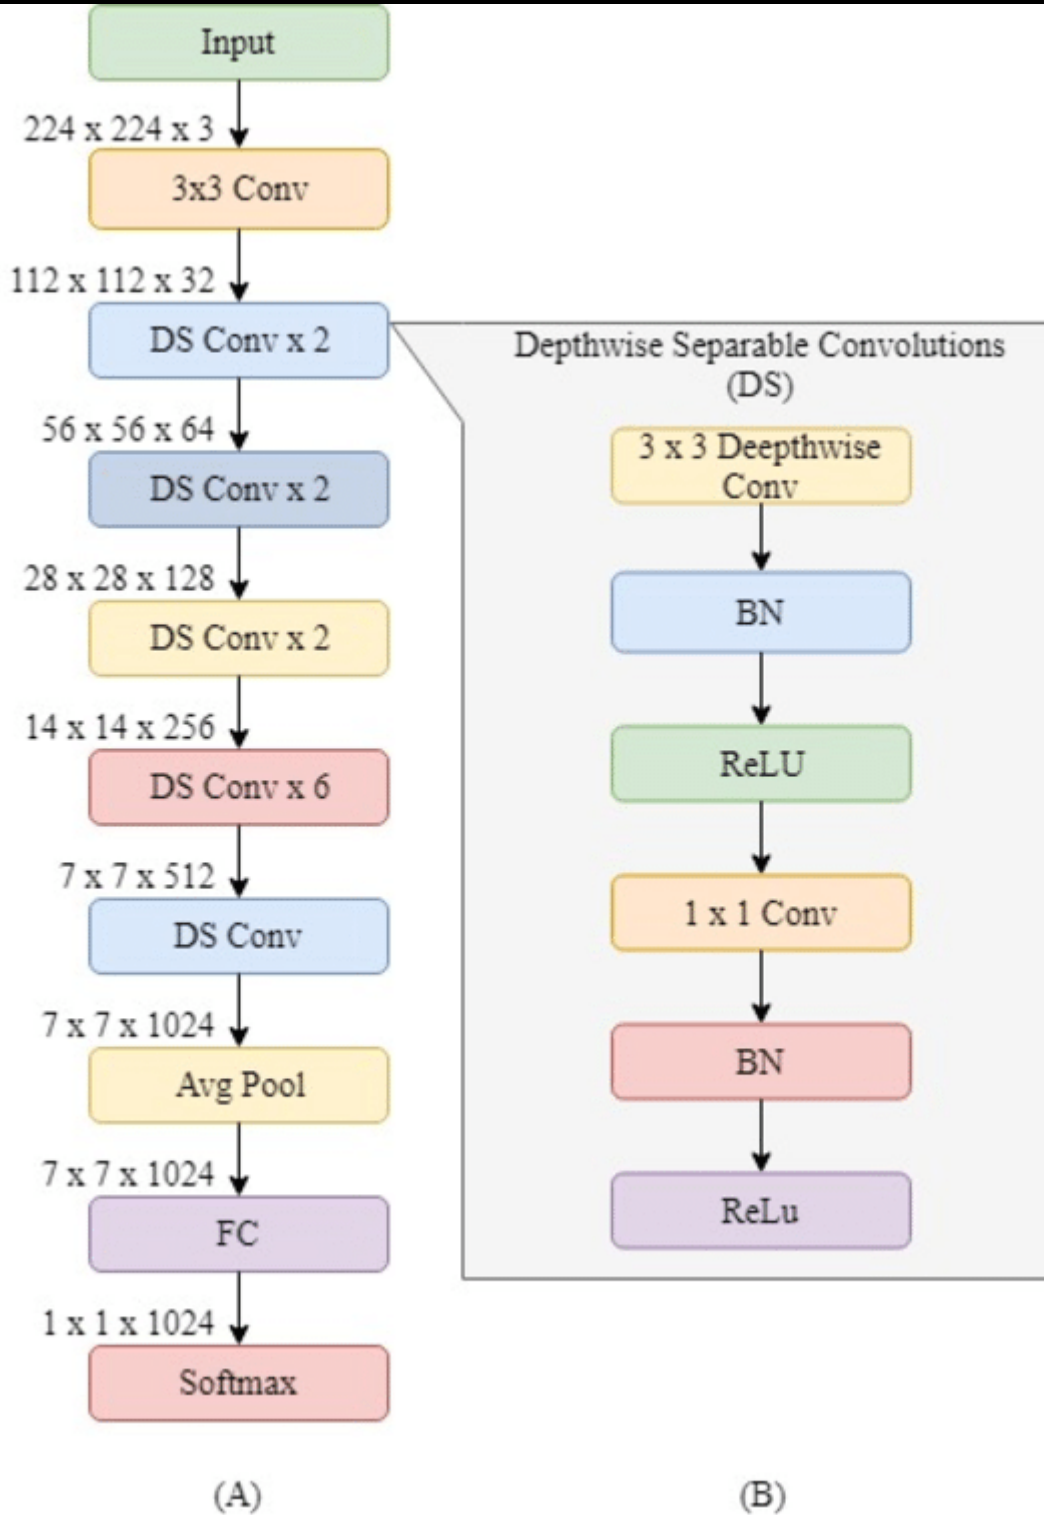 Input
224 x 224 x 3
3x3 Conv
112 x 112 x 32
DS Conv x 2
56 x 56 x 64
DS Conv x 2
28 x 28 x 128
DS Conv x 2
14 x 14 x 256
DS Conv x 6
7 x 7 x 512
DS Conv
7 x 7 x 1024
Avg Pool
7 x 7 x 1024
FC
1 x 1 x 1024
Softmax
(A)
Depthwise Separable Convolutions
(DS)
3 x 3 Deepthwise
Conv
BN
ReLU
1 x 1 Conv
BN
ReLu
(B)